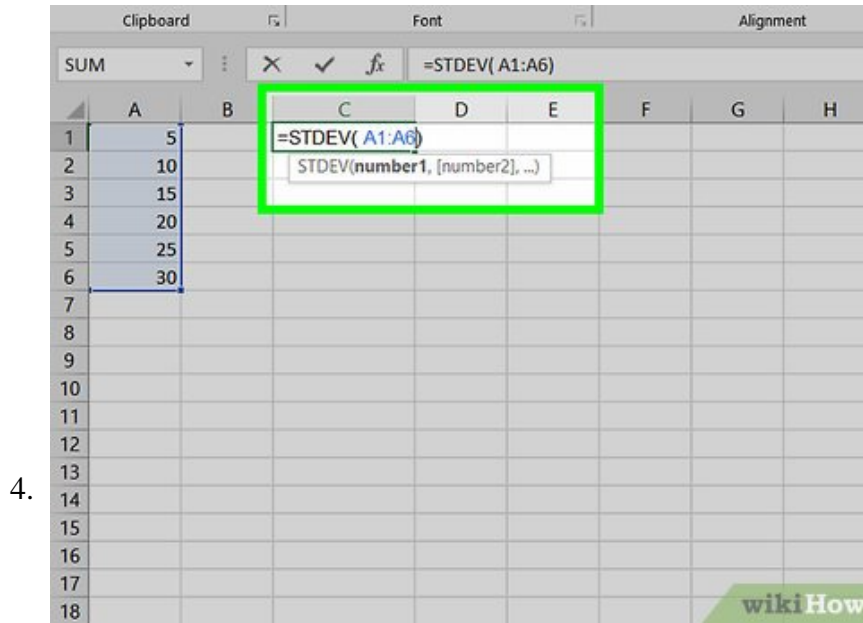 Clipboard Font Alignment
SUM fx =STDEV( A1:A6)
A B C D E F G H
1 5 =STDEV( A1:A6)
2 10 STDEV(number1, [number2], ...)
3 15
4 20
5 25
6 30
7
8
9
10
11
12
13
4.
14
15
16
17
18
wikiHow